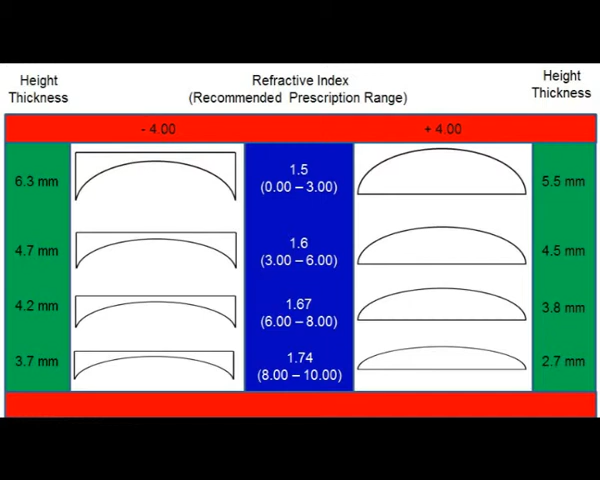 Height
Thickness
Refractive Index
(Recommended Prescription Range)
Height
Thickness
- 4.00
+ 4.00
6.3 mm
1.5
(0.00 – 3.00)
5.5 mm
4.7 mm
1.6
(3.00 – 6.00)
4.5 mm
4.2 mm
1.67
(6.00 – 8.00)
3.8 mm
3.7 mm
1.74
(8.00 – 10.00)
2.7 mm